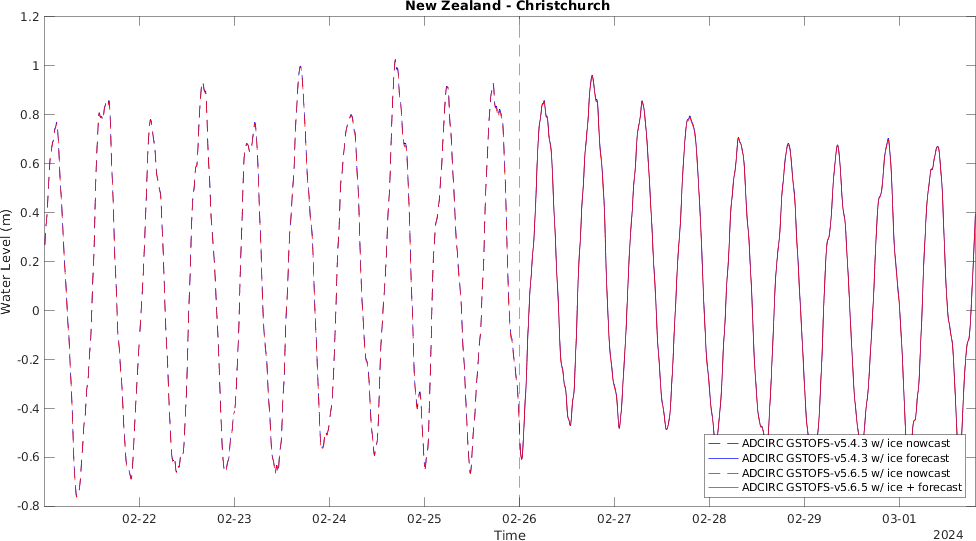 New Zealand - Christchurch
1.2
1
0.8
0.6
0.4
0.2
0
-0.2
-0.4
-0.6
-0.8
Water Level (m)
ADCIRC GSTOFS-v5.4.3 w/ ice nowcast
ADCIRC GSTOFS-v5.4.3 w/ ice forecast
ADCIRC GSTOFS-v5.6.5 w/ ice nowcast
ADCIRC GSTOFS-v5.6.5 w/ ice + forecast
02-22 02-23 02-24 02-25 02-26 02-27 02-28 02-29 03-01
Time
2024